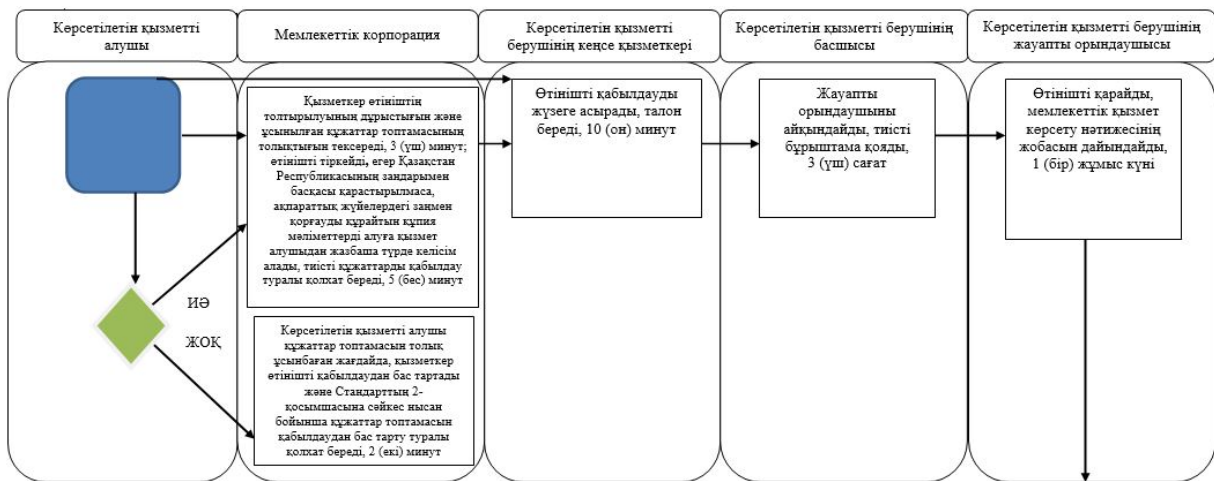 Көрсетілетін қызметті
алушы
Мемлекеттік корпорация
Көрсетілетін қызметті
берушінің кеңсе қызметкері
Көрсетілетін қызметті берушінің
басшысы
Көрсетілетін қызметті берушінің
жауапты орындаушысы
Қызметкер өтініштің
толтырылуының дұрыстығын және
ұсынылған құжаттар топтамасының
толықтығын тексереді, 3 (үш) минут;
өтінішті тіркейді, егер Қазақстан
Республикасының заңдарымен
басқасы қарастырылмаса,
ақпараттық жүйелердегі заңмен
қорғауды құрайтын құпия
мәліметтерді алуға қызмет
алушыдан жазбаша түрде келісім
алады, тиісті құжаттарды қабылдау
туралы қолхат береді, 5 (бес) минут
Өтінішті қабылдауды
жүзеге асырады, талон
береді, 10 (он) минут
Жауапты
орындаушыны
айқындайды, тиісті
бұрыштама қояды,
3 (үш) сағат
Өтінішті қарайды,
мемлекеттік қызмет
көрсету нәтижесінің
жобасын дайындайды,
1 (бір) жұмыс күні
ИӘ
ЖОҚ
Көрсетілетін қызметті алушы
құжаттар топтамасын толық
ұсынбаған жағдайда, қызметкер
өтінішті қабылдаудан бас тартады
және Стандарттың 2-
қосымшасына сәйкес нысан
бойынша құжаттар топтамасын
қабылдаудан бас тарту туралы
қолхат береді, 2 (екі) минут